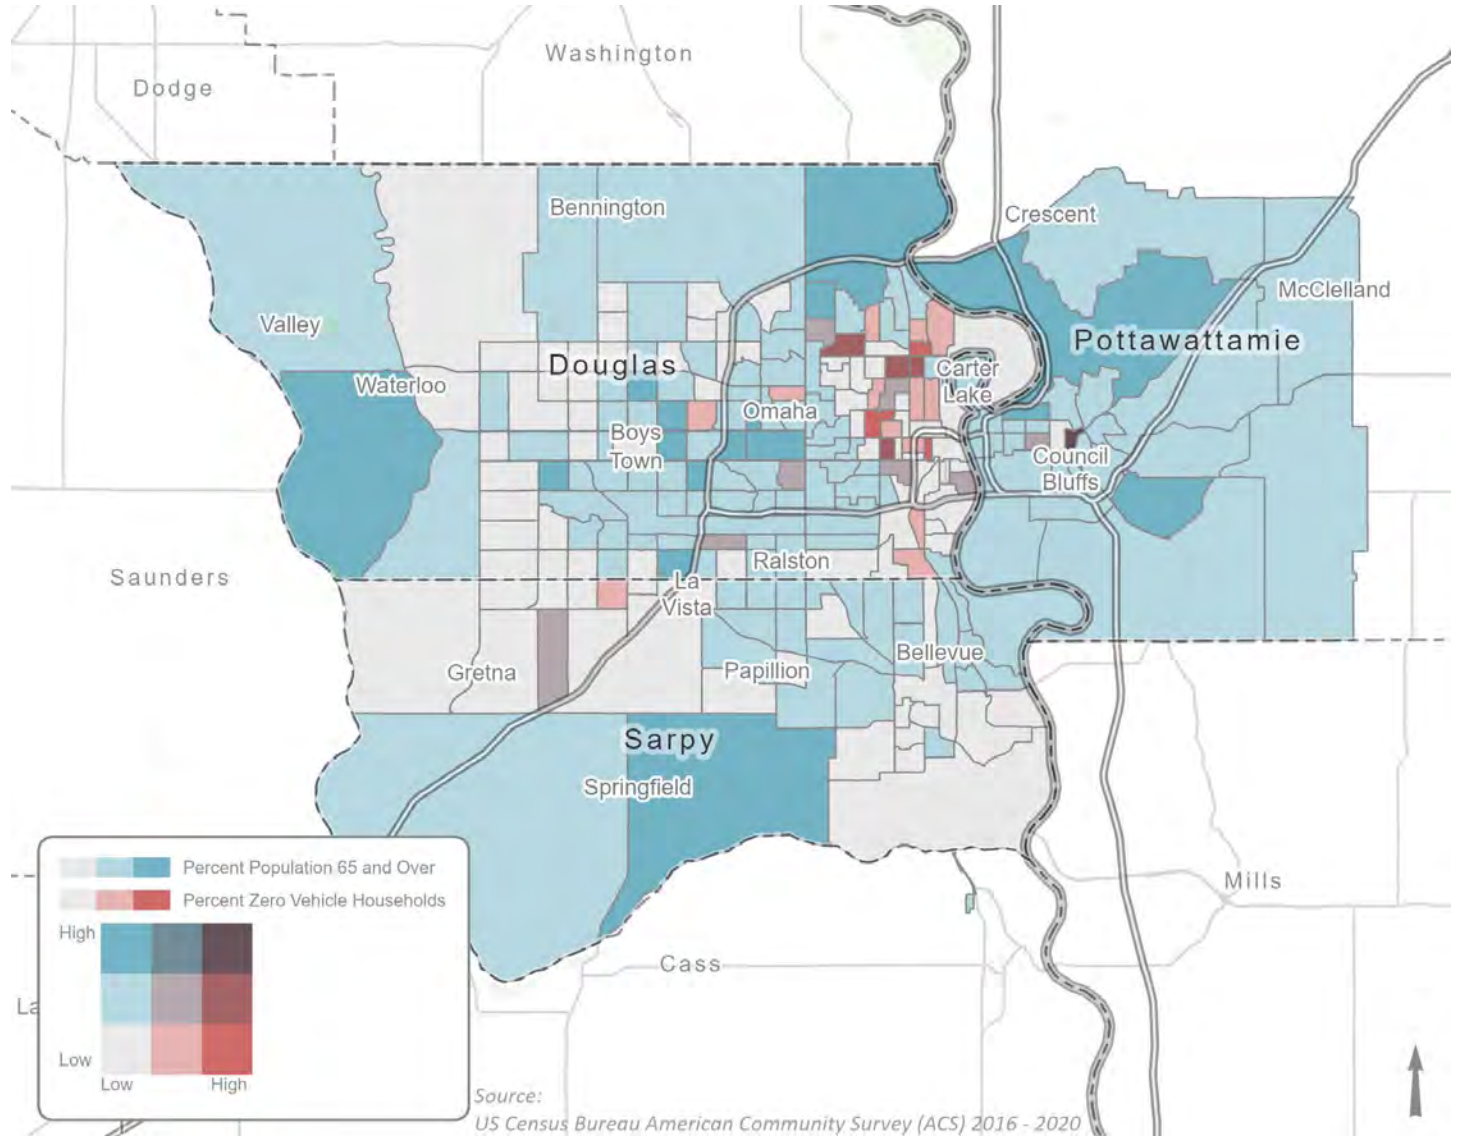 Washington
Dodge
Bennington
Crescent
McClelland
Valley
Pottawattamie
Douglas
Waterloo
Carter
Lake
Omaha
Boys
Town
Council
Bluffs
Ralston
Saunders
La
Vista
Bellevue
Gretna
Papillion
Sarpy
Springfield
Percent Population 65 and Over
Percent Zero Vehicle Households
High
Low
Low
High
La
Mills
Cass
Source:
US Census Bureau American Community Survey (ACS) 2016 - 2020